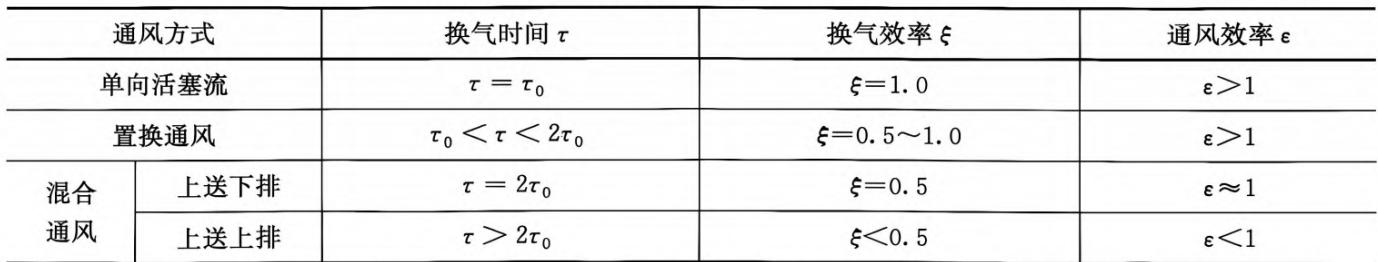 通风方式 换气时间 τ 换气效率 ξ 通风效率 ε
单向活塞流 τ = τ₀ ξ=1.0 ε>1
置换通风 τ₀ < τ < 2τ₀ ξ=0.5~1.0 ε>1
混合通风 上送下排 τ = 2τ₀ ξ=0.5 ε≈1
上送上排 τ > 2τ₀ ξ<0.5 ε<1